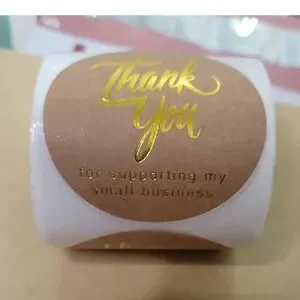 Thank
You
for supporting my
small business